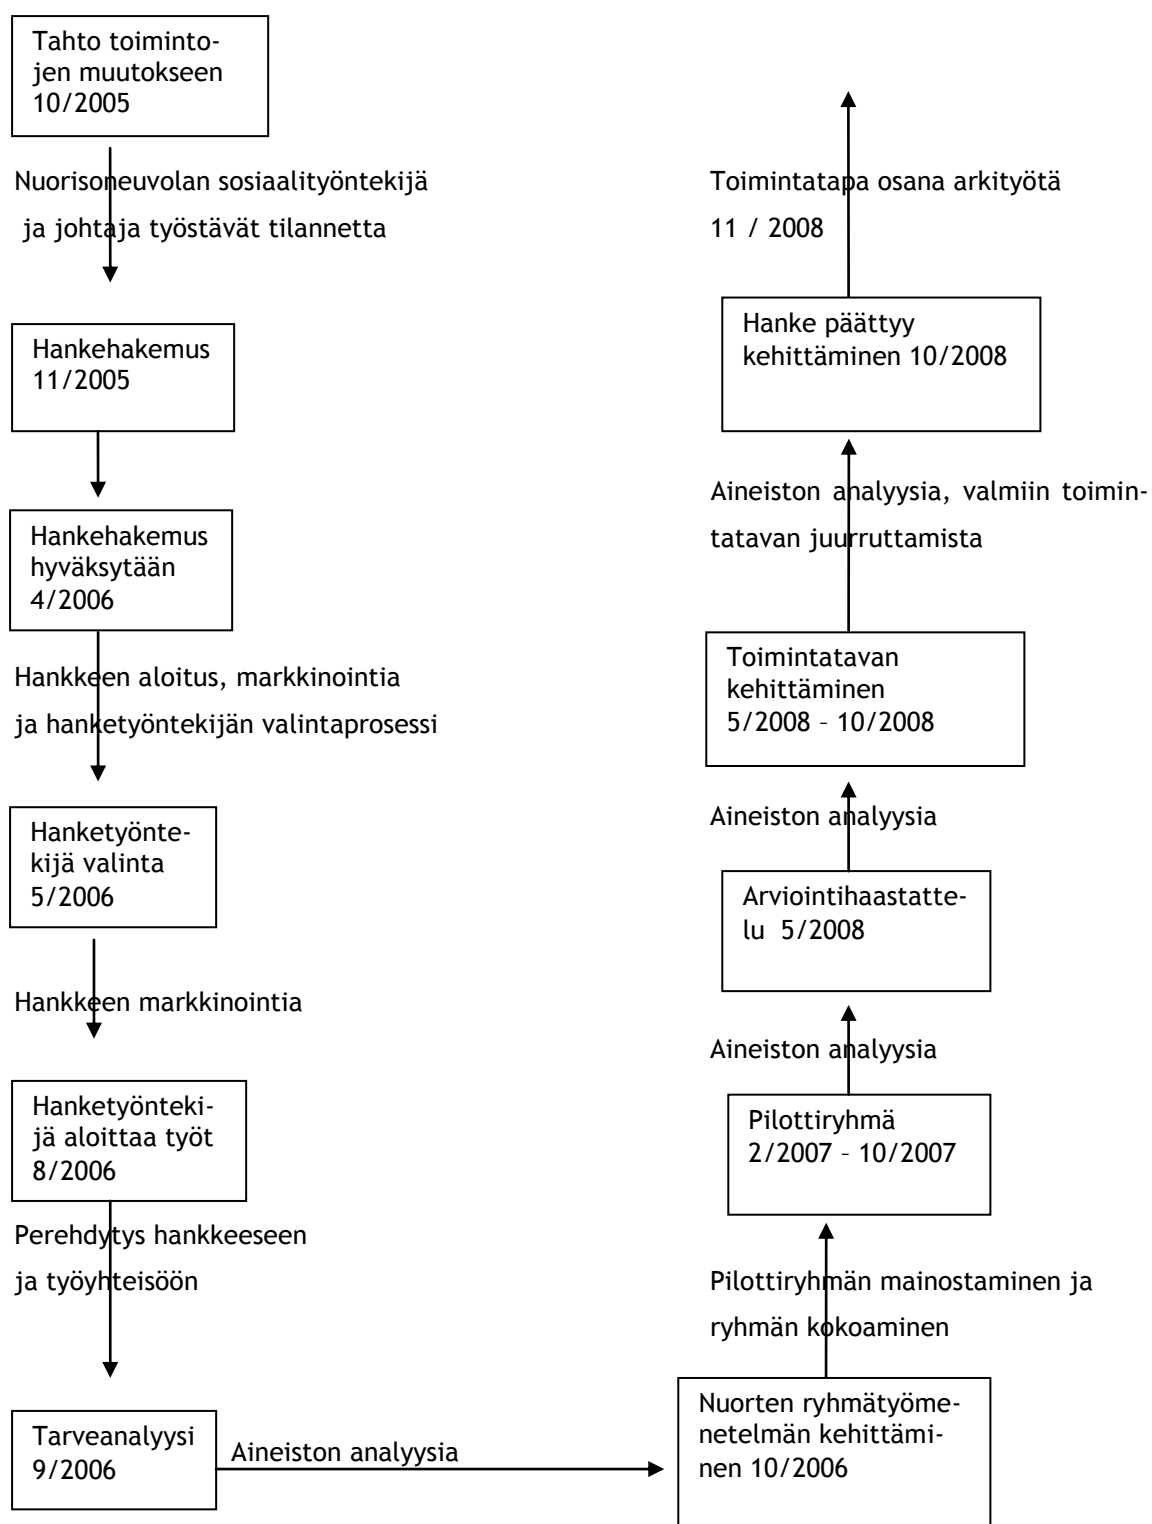 Tahto toiminto-
jen muutokseen
10/2005
Nuorisoneuvolan sosiaalityöntekijä
ja johtaja työstävät tilannetta
Hankehakemus
11/2005
Hankehakemus
hyväksytään
4/2006
Hankkeen aloitus, markkinointia
ja hanketyöntekijän valintaprosessi
Hanketyönte-
kijä valinta
5/2006
Hankkeen markkinointia
Hanketyönteki-
jä aloittaa työt
8/2006
Perehdytys hankkeeseen
ja työyhteisöön
Tarveanalyysi
9/2006
Aineiston analyysia
Nuorten ryhmätyöme-
netelmän kehittämi-
nen 10/2006
Pilottiryhmän mainostaminen ja
ryhmän kokoaminen
Pilottiryhmä
2/2007 – 10/2007
Aineiston analyysia
Arviointihaastatte-
lu 5/2008
Aineiston analyysia
Toimintatavan
kehittäminen
5/2008 – 10/2008
Aineiston analyysia, valmiin toimin-
tatavan juurruttamista
Hanke päättyy
kehittäminen 10/2008
Toimintatapa osana arkityötä
11 / 2008